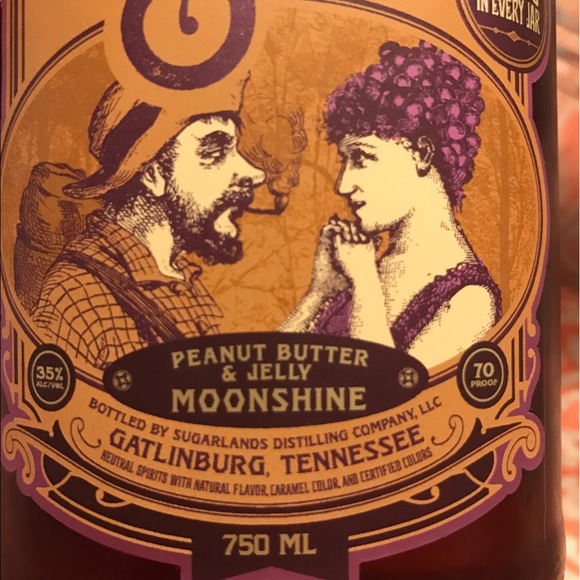 IN EVERY JAR
PEANUT BUTTER
& JELLY
MOONSHINE
35%
ALC/VOL
70
PROOF
BOTTLED BY SUGARLANDS DISTILLING COMPANY, LLC
GATLINBURG, TENNESSEE
NEUTRAL SPIRITS WITH NATURAL FLAVOR, CARAMEL COLOR, AND CERTIFIED COLORS
750 ML